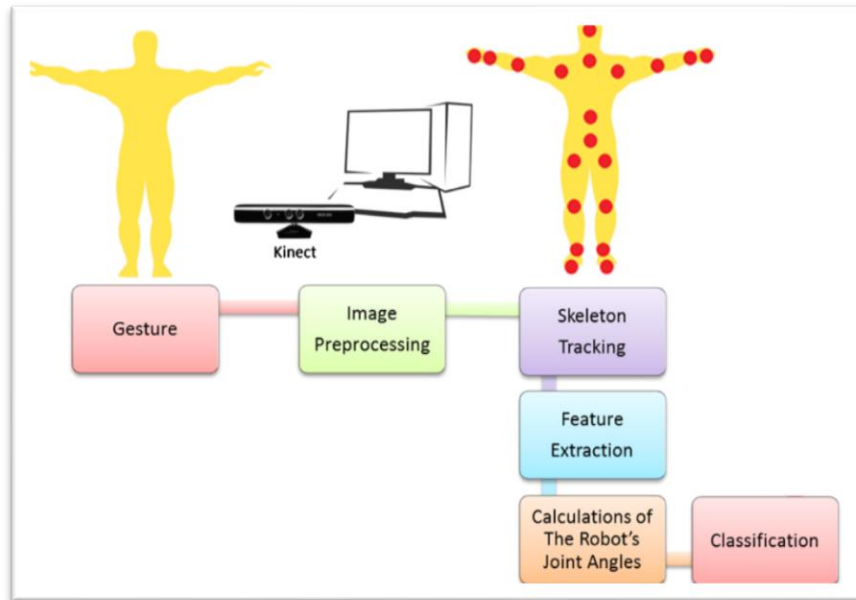 Kinect
Gesture
Image
Preprocessing
Skeleton
Tracking
Feature
Extraction
Calculations of
The Robot's
Joint Angles
Classification